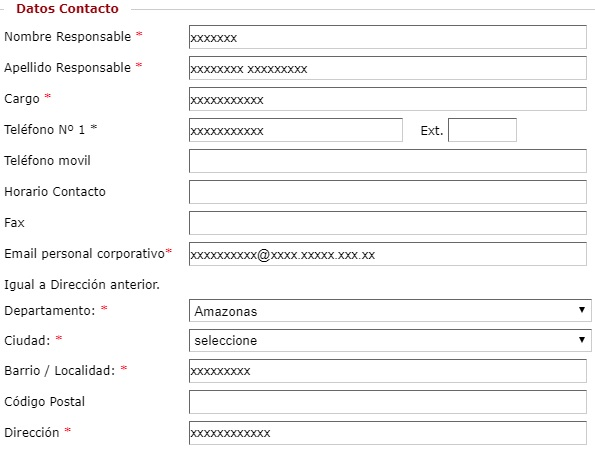 Datos Contacto
Nombre Responsable * xxxxxxx
Apellido Responsable * xxxxxxxx xxxxxxxxx
Cargo * xxxxxxxxxxx
Teléfono Nº 1 * xxxxxxxxxxx Ext.
Teléfono movil
Horario Contacto
Fax
Email personal corporativo* xxxxxxxxxx@xxxx.xxxxx.xxx.xx
Igual a Dirección anterior.
Departamento: * Amazonas
Ciudad: * seleccione
Barrio / Localidad: * xxxxxxxxx
Código Postal
Dirección * xxxxxxxxxxxx